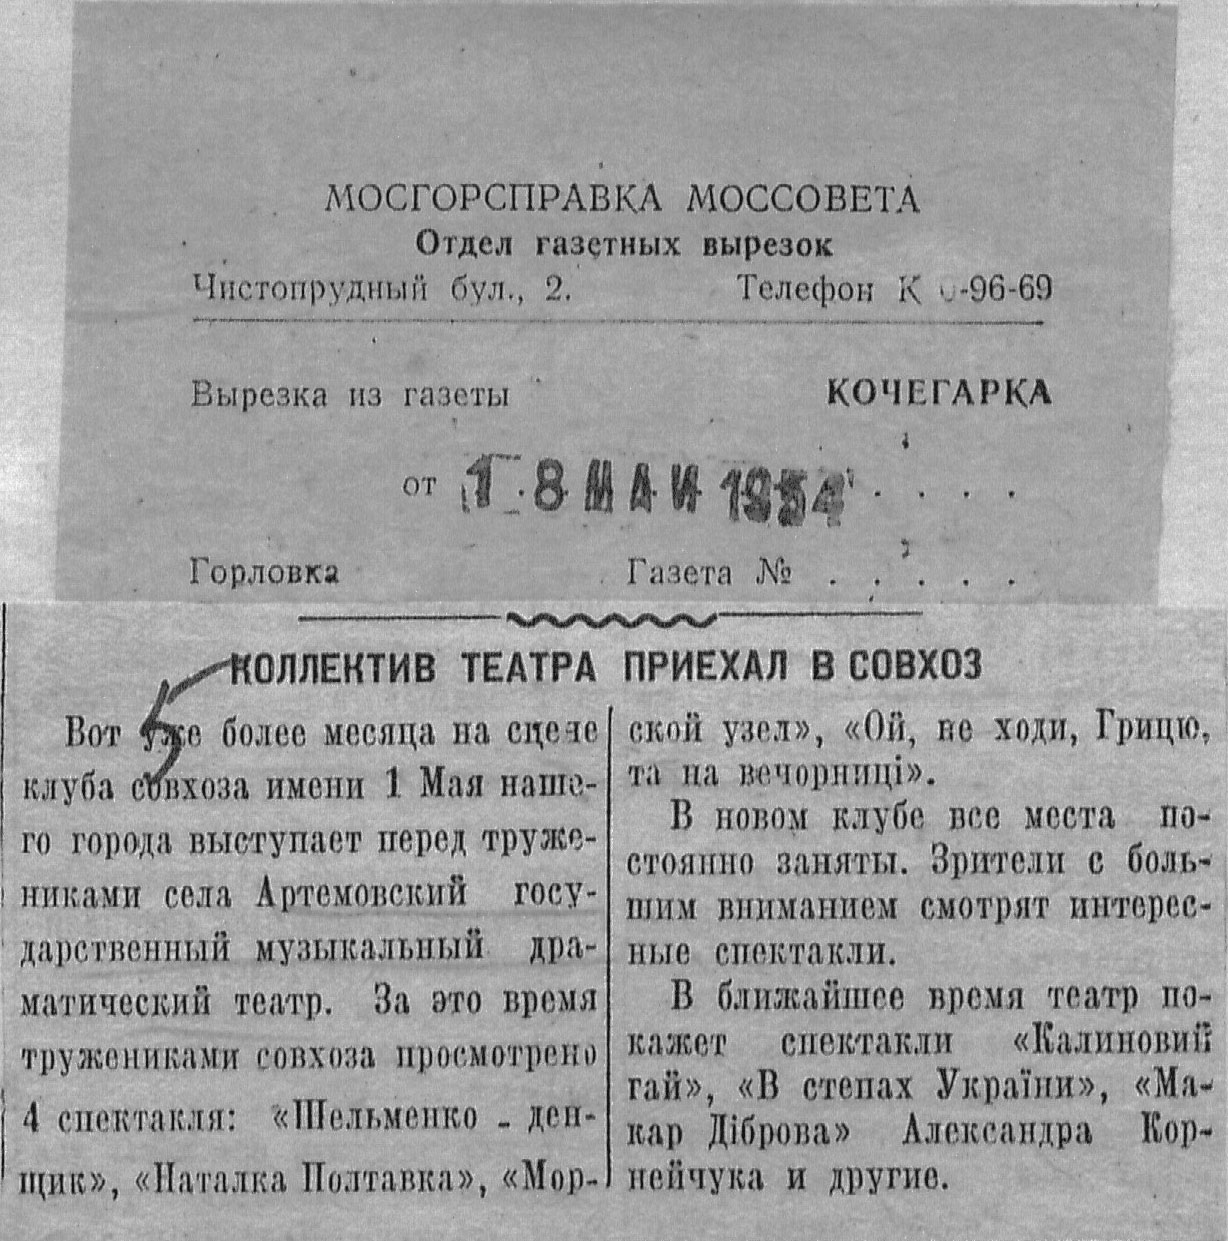 МОСГОРСПРАВКА МОССОВЕТА
Отдел газетных вырезок
Чистопрудный бул., 2. Телефон К -96-69
Вырезка из газеты КОЧЕГАРКА
от 18 МАЙ 1954 . . . .
Горловка Газета № . . . . .
КОЛЛЕКТИВ ТЕАТРА ПРИЕХАЛ В СОВХОЗ
Вот уже более месяца на сцене
клуба совхоза имени 1 Мая наше-
го города выступает перед труже-
никами села Артемовский госу-
дарственный музыкальный дра-
матический театр. За это время
тружениками совхоза просмотрено
4 спектакля: «Шельменко - ден-
щик», «Наталка Полтавка», «Мор-
ской узел», «Ой, не ходи, Грицю,
та на вечорниці».
В новом клубе все места по-
стоянно заняты. Зрители с боль-
шим вниманием смотрят интерес-
ные спектакли.
В ближайшее время театр по-
кажет спектакли «Калиновий
гай», «В степах України», «Ма-
кар Діброва» Александра Кор-
нейчука и другие.